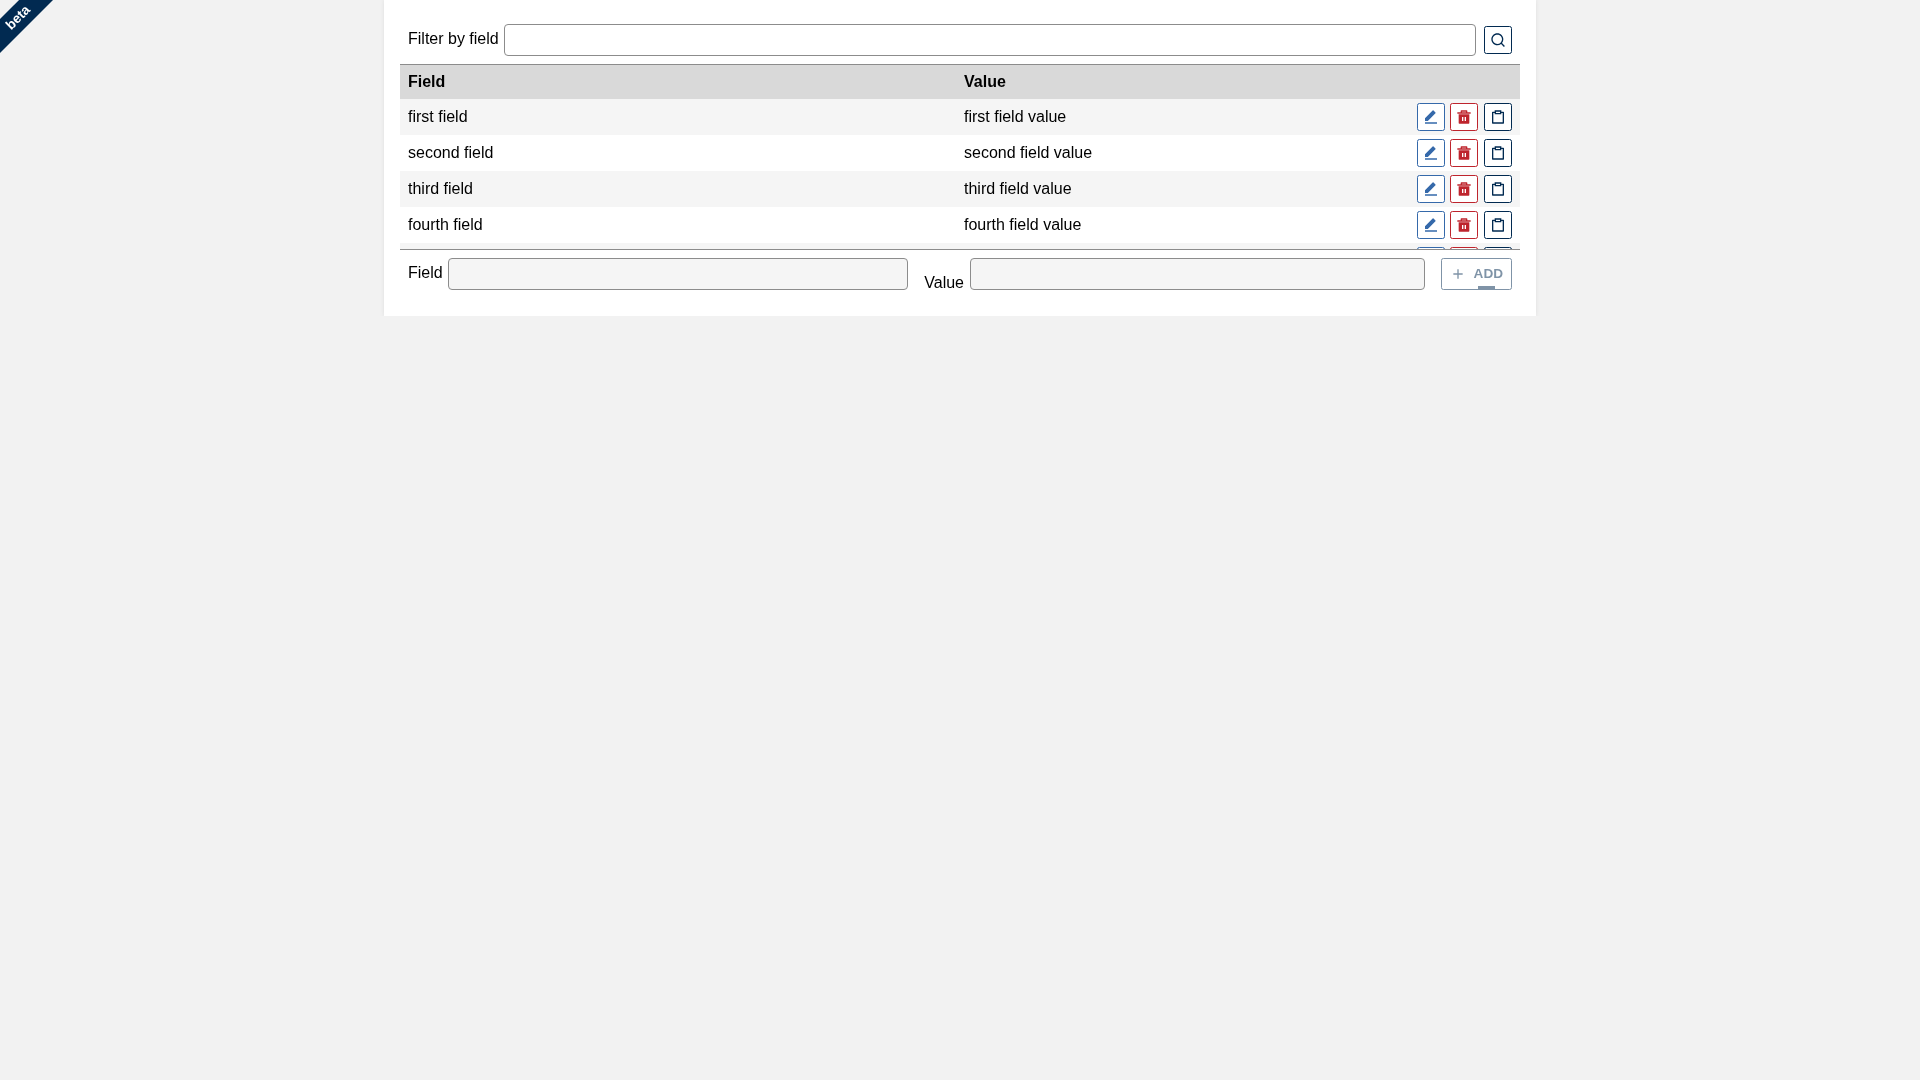 beta
Filter by field
Field Value
first field first field value
second field second field value
third field third field value
fourth field fourth field value
Field Value ADD